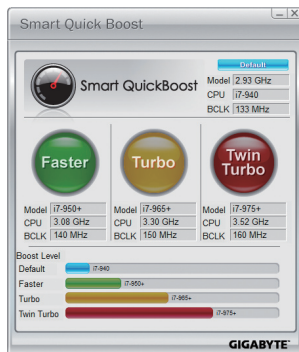 Smart Quick Boost
Default
Smart QuickBoost
Model 2.93 GHz
CPU i7-940
BCLK 133 MHz
Faster
Turbo
Twin Turbo
Model i7-950+
CPU 3.08 GHz
BCLK 140 MHz
Model i7-965+
CPU 3.30 GHz
BCLK 150 MHz
Model i7-975+
CPU 3.52 GHz
BCLK 160 MHz
Boost Level
Default i7-940
Faster i7-950+
Turbo i7-965+
Twin Turbo i7-975+
GIGABYTE™